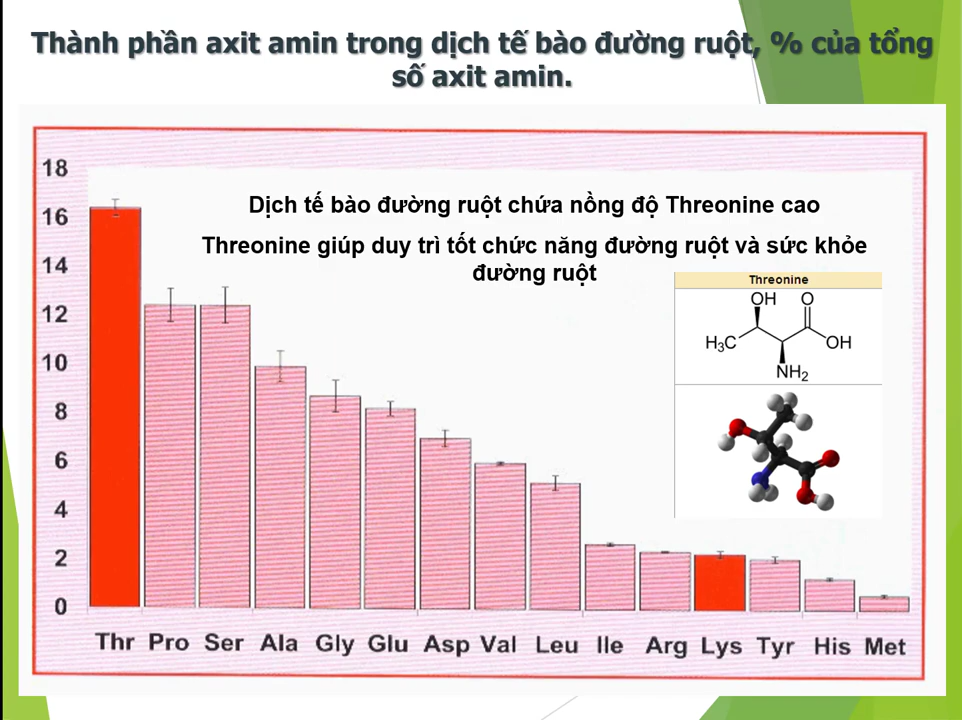 Thành phần axit amin trong dịch tế bào đường ruột, % của tổng
số axit amin.
18
16
14
12
10
8
6
4
2
0
Dịch tế bào đường ruột chứa nồng độ Threonine cao
Threonine giúp duy trì tốt chức năng đường ruột và sức khỏe
đường ruột
Threonine
OH O
H₃C OH
NH₂
Thr Pro Ser Ala Gly Glu Asp Val Leu Ile Arg Lys Tyr His Met